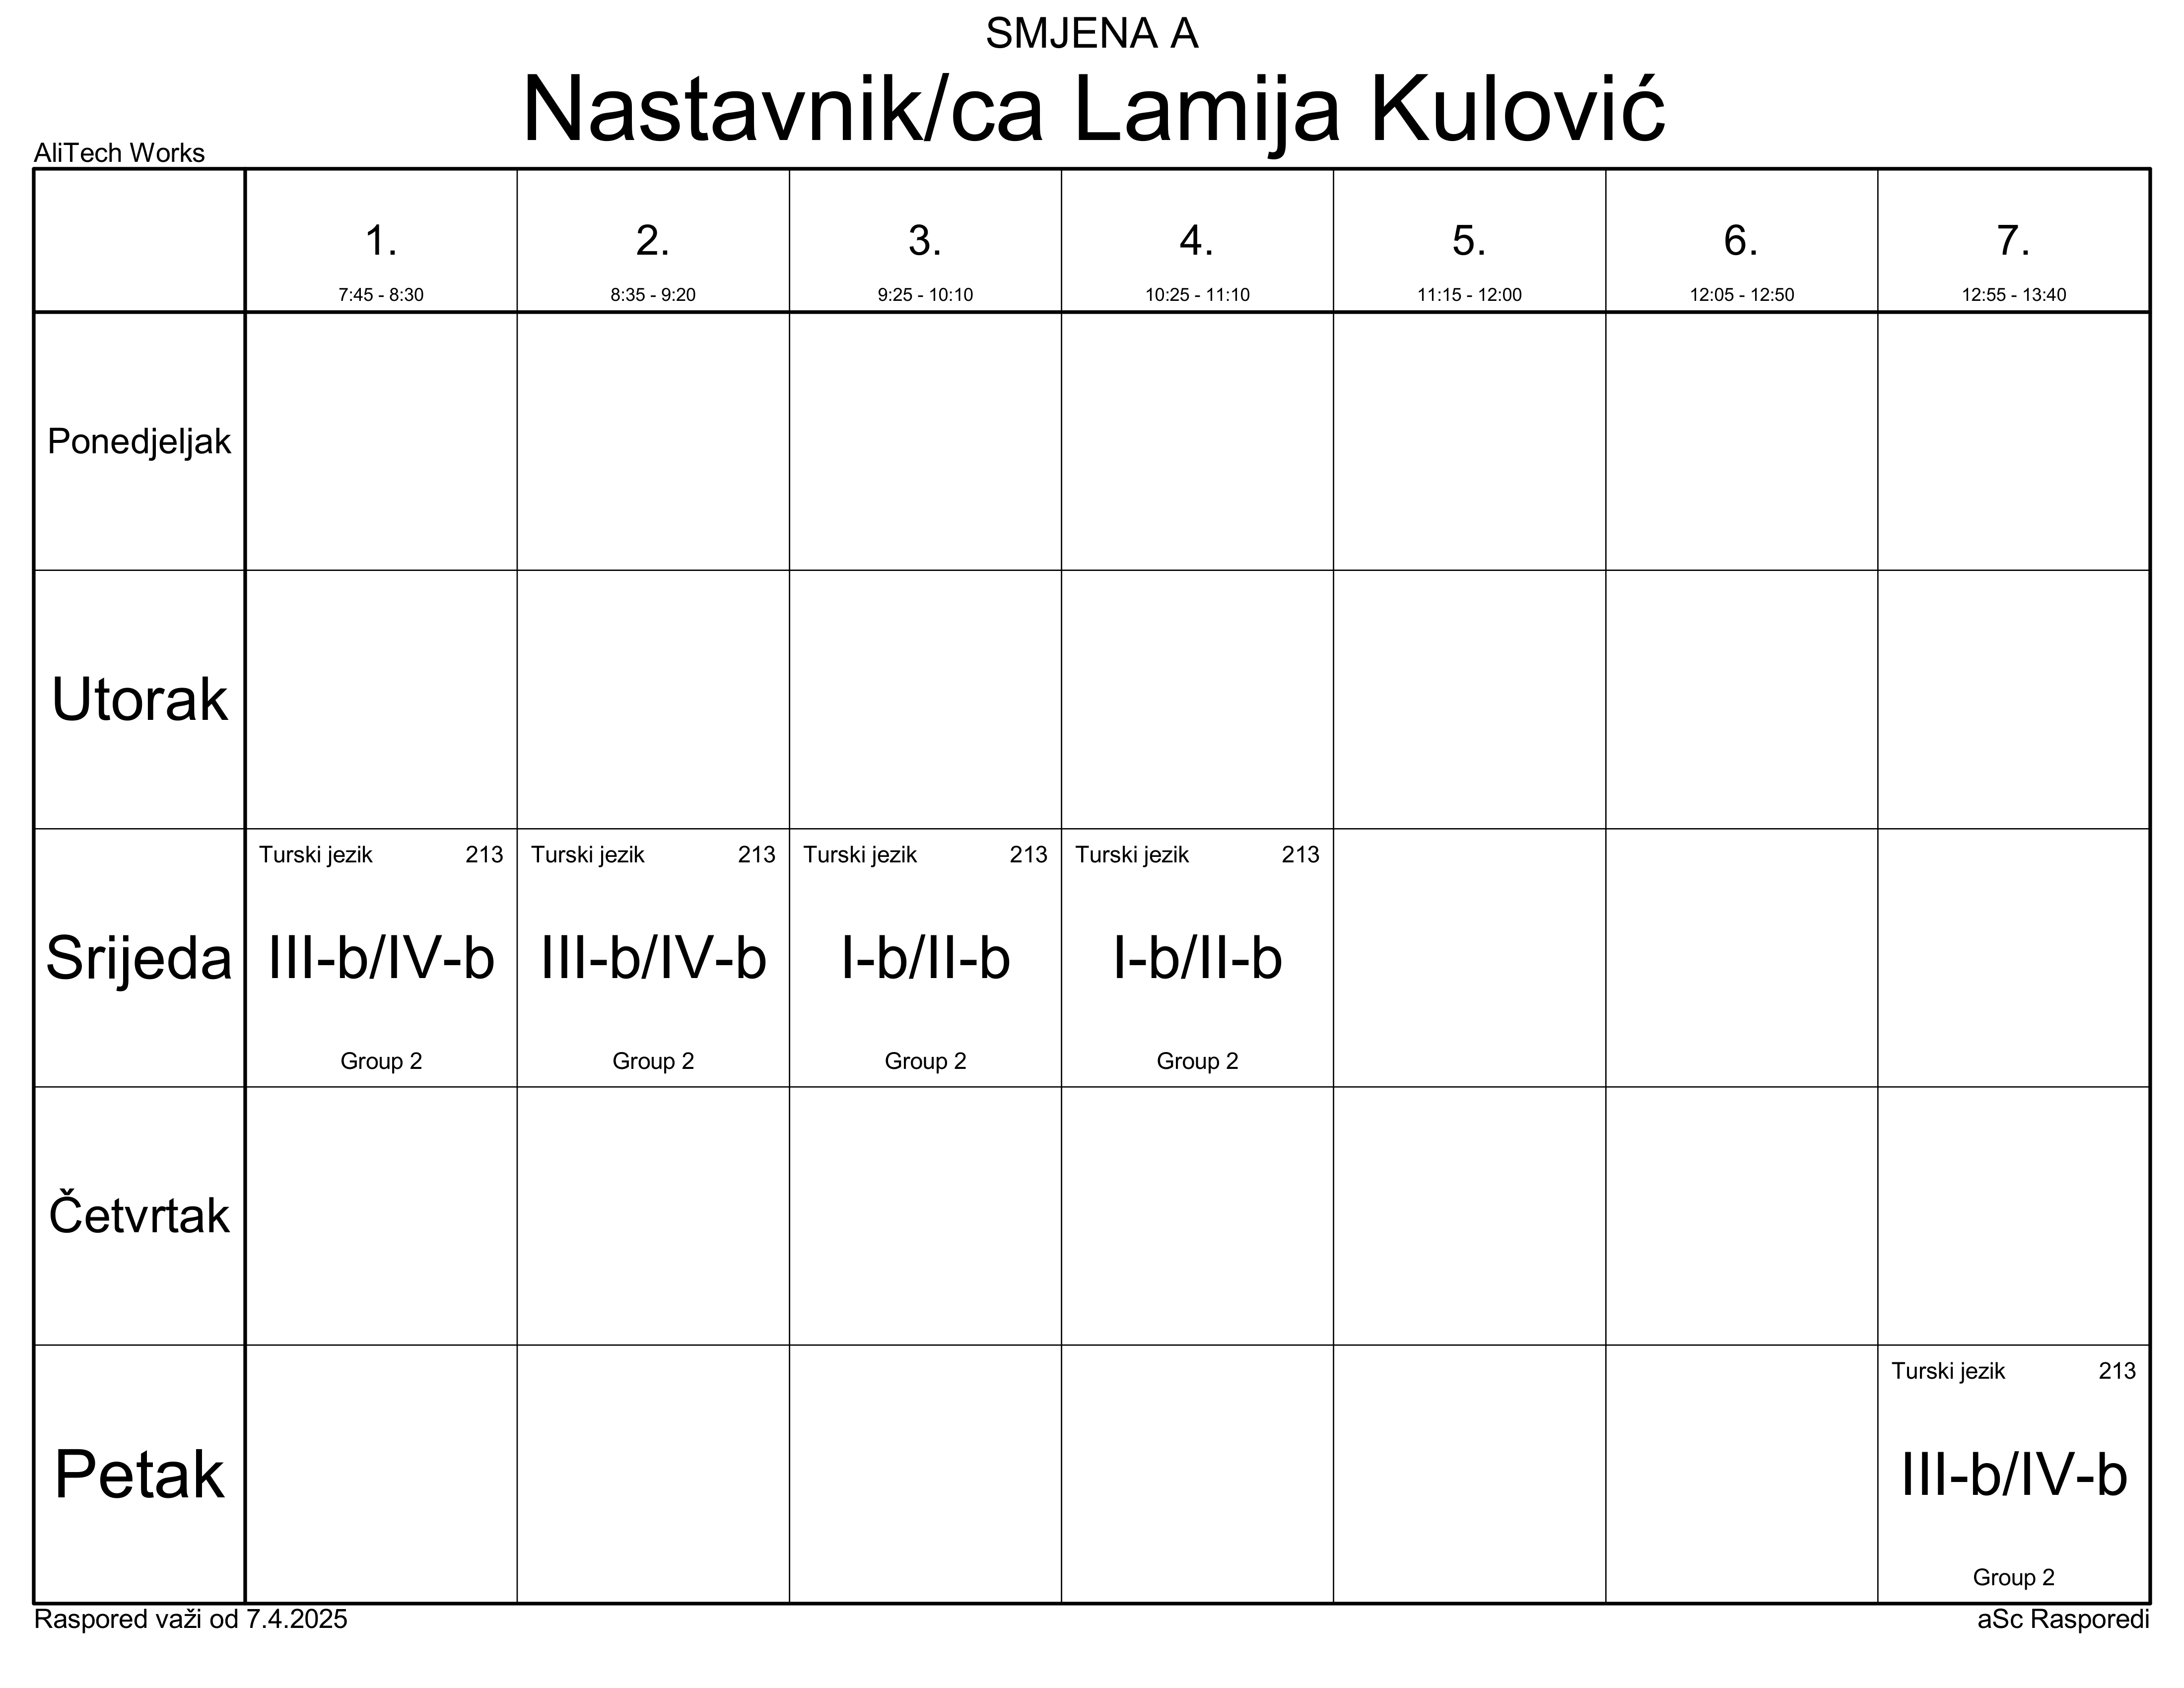 SMJENA A
Nastavnik/ca Lamija Kulović
AliTech Works
1. 2. 3. 4. 5. 6. 7.
7:45 - 8:30 8:35 - 9:20 9:25 - 10:10 10:25 - 11:10 11:15 - 12:00 12:05 - 12:50 12:55 - 13:40
Ponedjeljak
Utorak
Turski jezik 213 Turski jezik 213 Turski jezik 213 Turski jezik 213
Srijeda III-b/IV-b III-b/IV-b I-b/II-b I-b/II-b
Group 2 Group 2 Group 2 Group 2
Četvrtak
Turski jezik 213
Petak III-b/IV-b
Group 2
Raspored važi od 7.4.2025 aSc Rasporedi